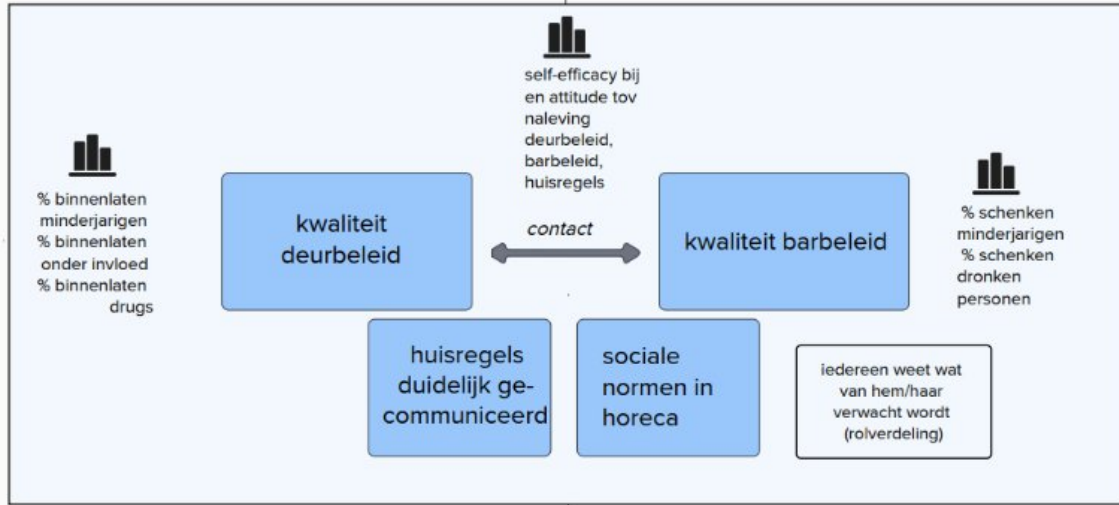 self-efficacy bij
en attitude tov
naleving
deurbeleid,
barbeleid,
huisregels
% binnenlaten
minderjarigen
% binnenlaten
onder invloed
% binnenlaten
drugs
kwaliteit
deurbeleid
contact
kwaliteit barbeleid
% schenken
minderjarigen
% schenken
dronken
personen
huisregels
duidelijk ge-
communiceerd
sociale
normen in
horeca
iedereen weet wat
van hem/haar
verwacht wordt
(rolverdeling)